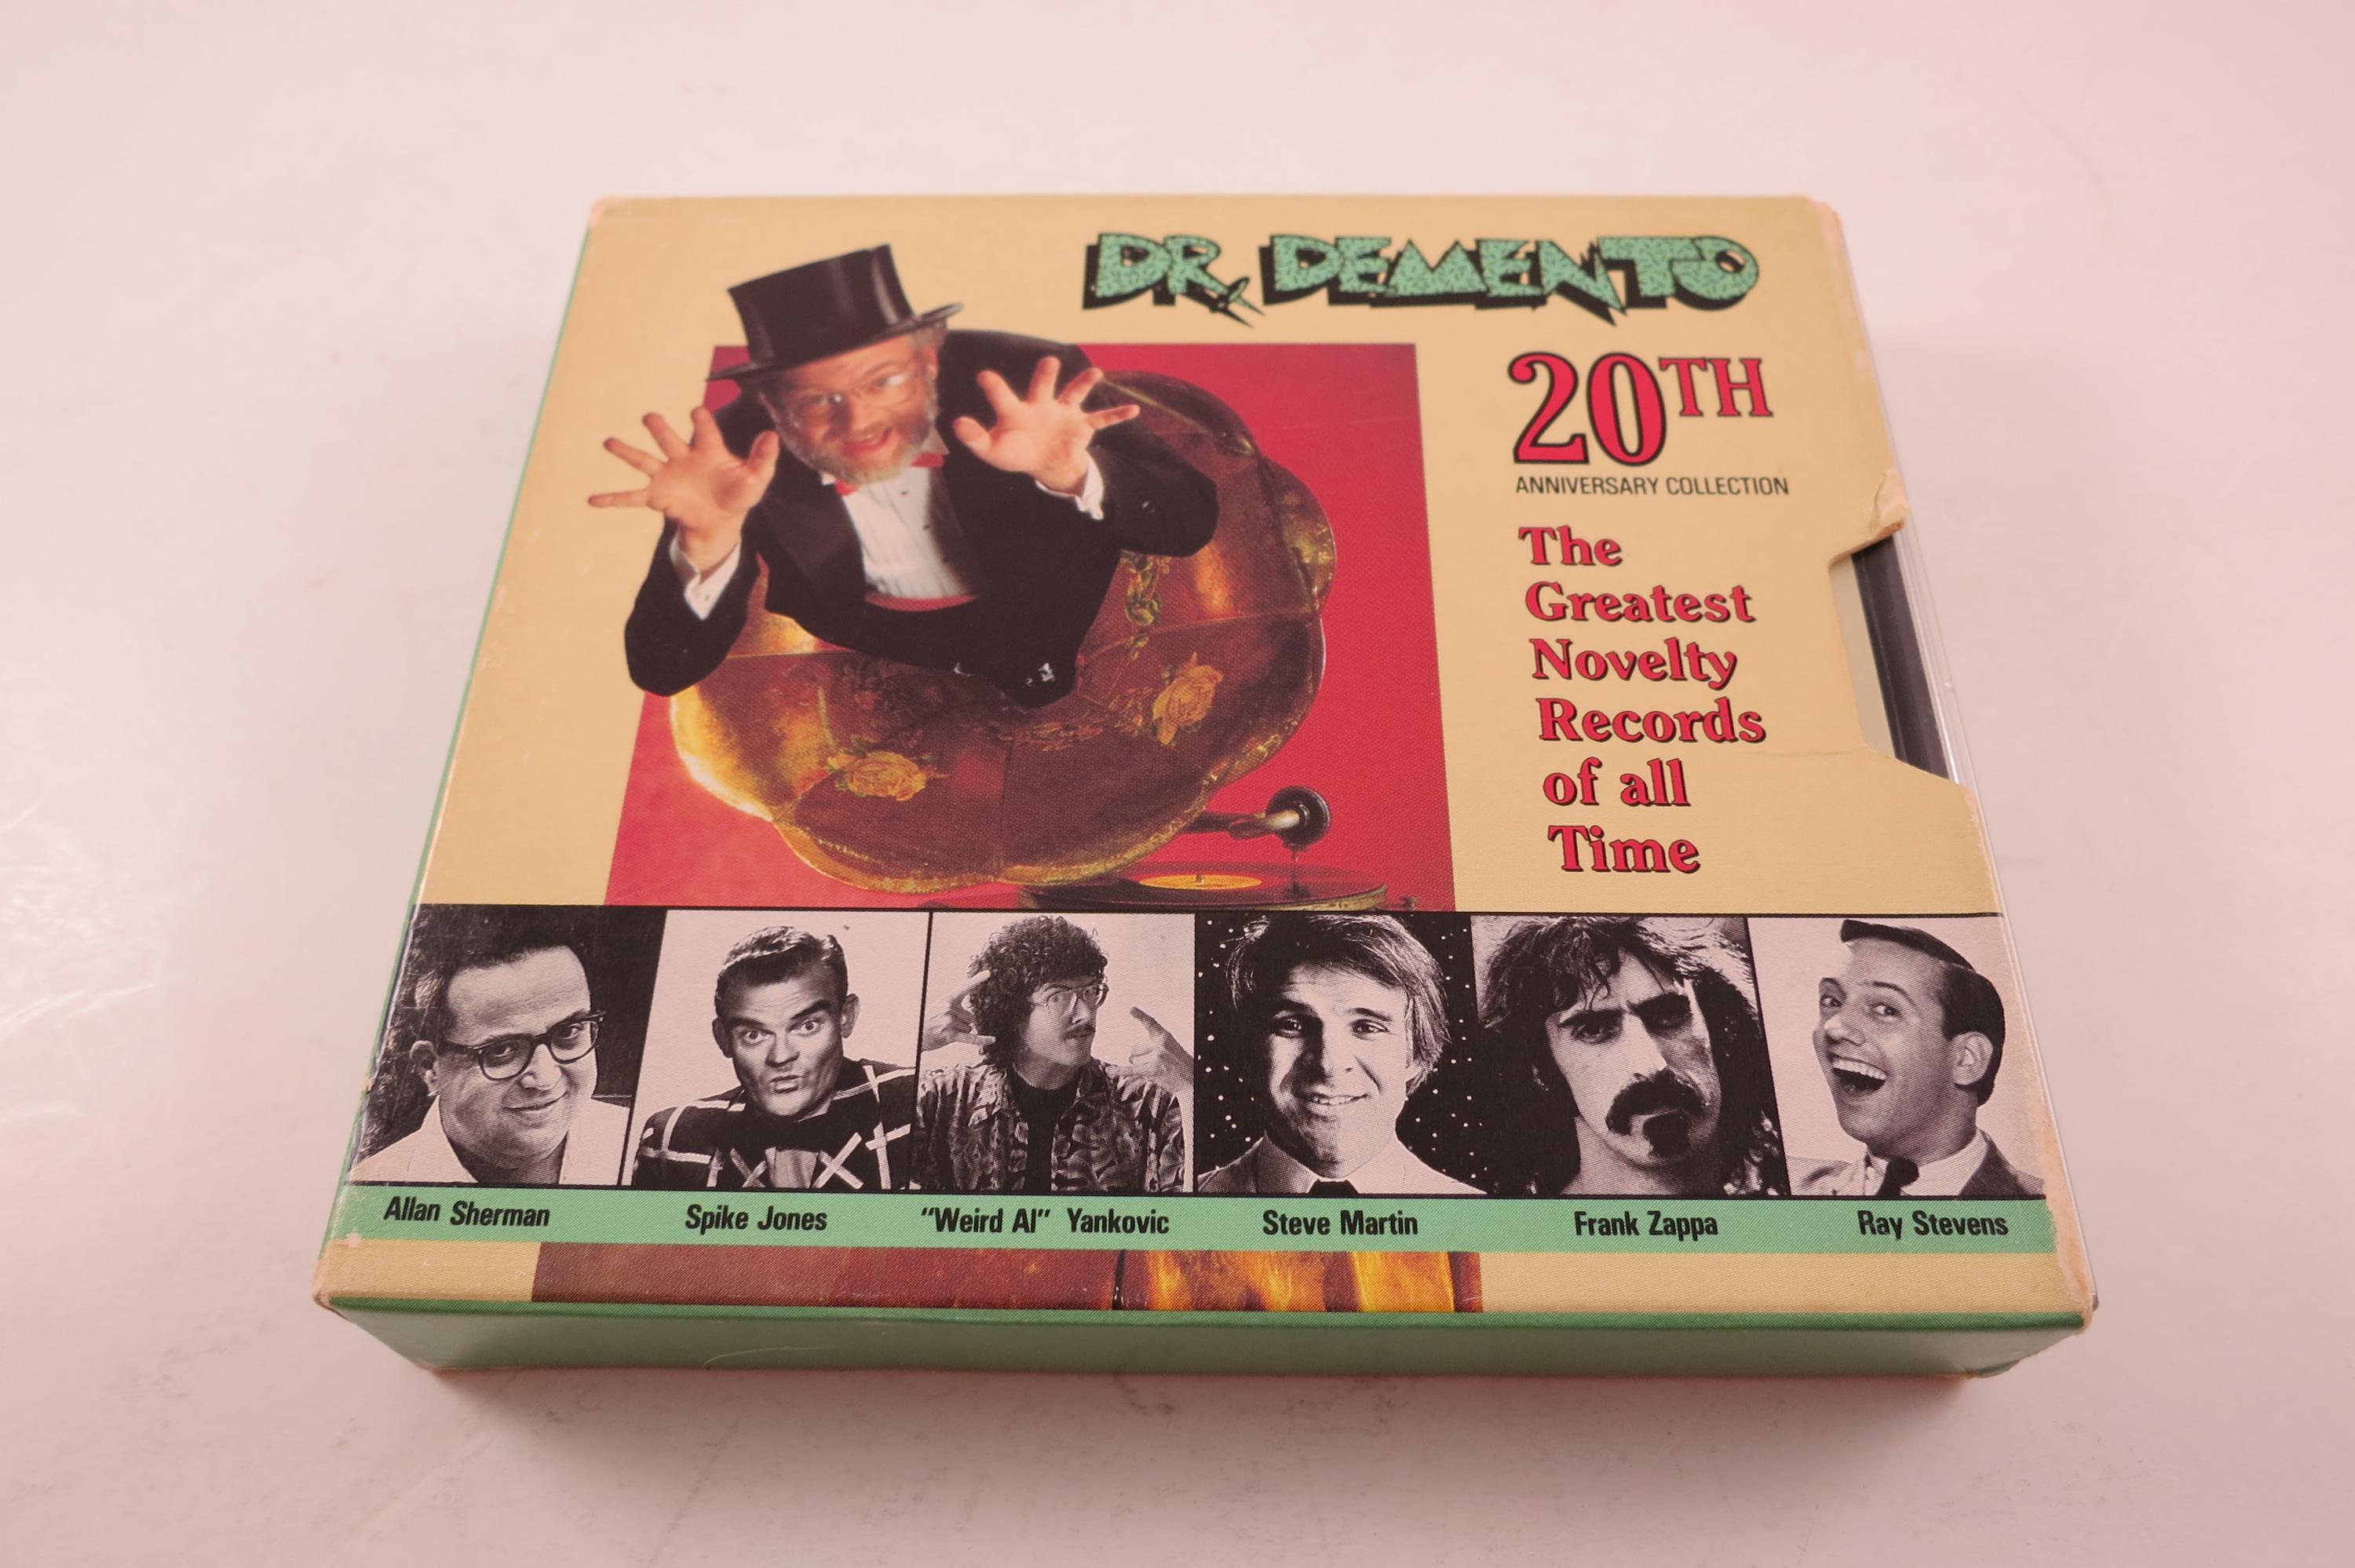 DR. DEMENTO
20TH
ANNIVERSARY COLLECTION
The
Greatest
Novelty
Records
of all
Time
Allan Sherman
Spike Jones
"Weird Al" Yankovic
Steve Martin
Frank Zappa
Ray Stevens